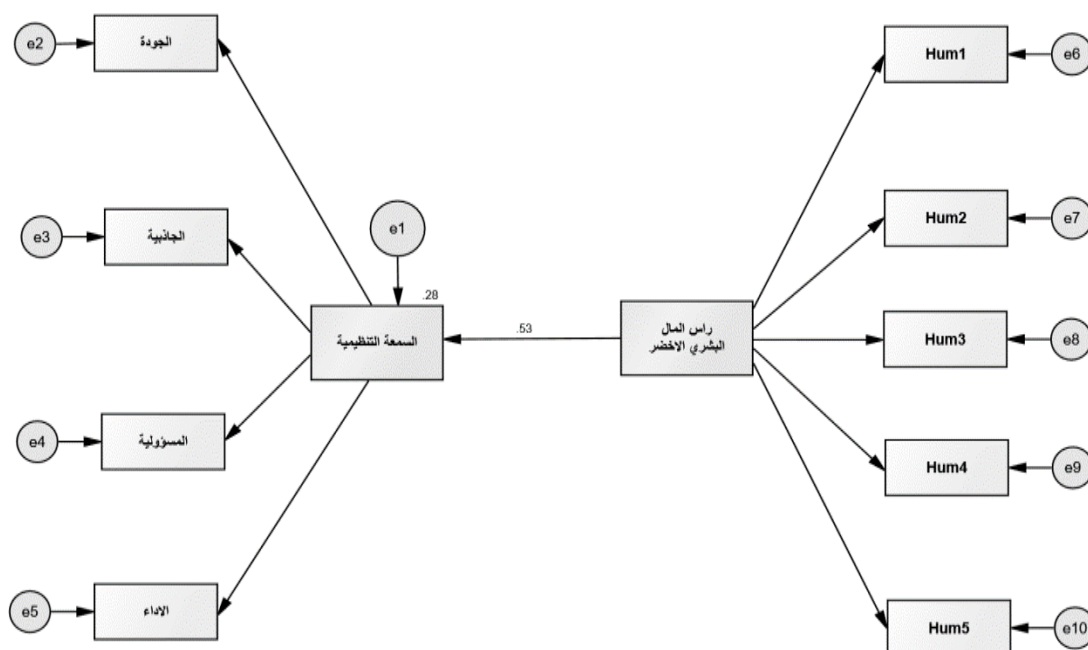 e2
الجودة
Hum1
e6
e3
الجاذبية
e1
Hum2
e7
.28
السمعة التنظيمية
.53
راس المال
البشري الاخضر
Hum3
e8
e4
المسؤولية
Hum4
e9
e5
الاداء
Hum5
e10